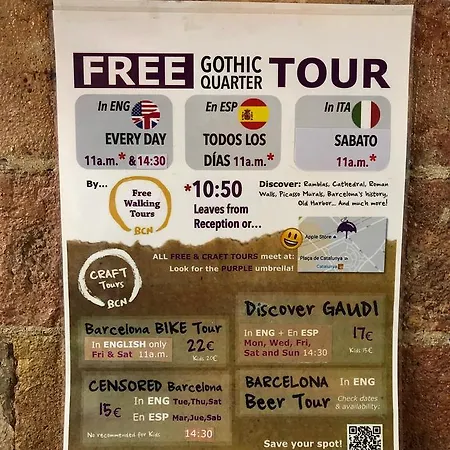 FREE GOTHIC QUARTER TOUR
In ENG
EVERY DAY
11a.m.* & 14:30
En ESP
TODOS LOS
DÍAS 11a.m.*
In ITA
SABATO
11a.m.*
By...
Free
Walking
Tours
BCN
*10:50
Leaves from
Reception or...
Discover: Ramblas, Cathedral, Roman
Walls, Picasso Murals, Barcelona's history,
Old Harbor... And much more!
Apple Store
Plaça de Catalunya
Catalunya
ALL FREE & CRAFT TOURS meet at:
Look for the PURPLE umbrella!
CRAFT
Tours
BCN
Barcelona BIKE Tour
In ENGLISH only
Fri & Sat 11a.m.
22€
Kids 20€
Discover GAUDI
In ENG + En ESP
Mon, Wed, Fri,
Sat and Sun 14:30
17€
CENSORED Barcelona
15€
In ENG Tue,Thu,Sat
En ESP Mar,Jue,Sab
No recommended for Kids
14:30
BARCELONA
Beer Tour
In ENG
Check dates
& availability:
Save your spot!